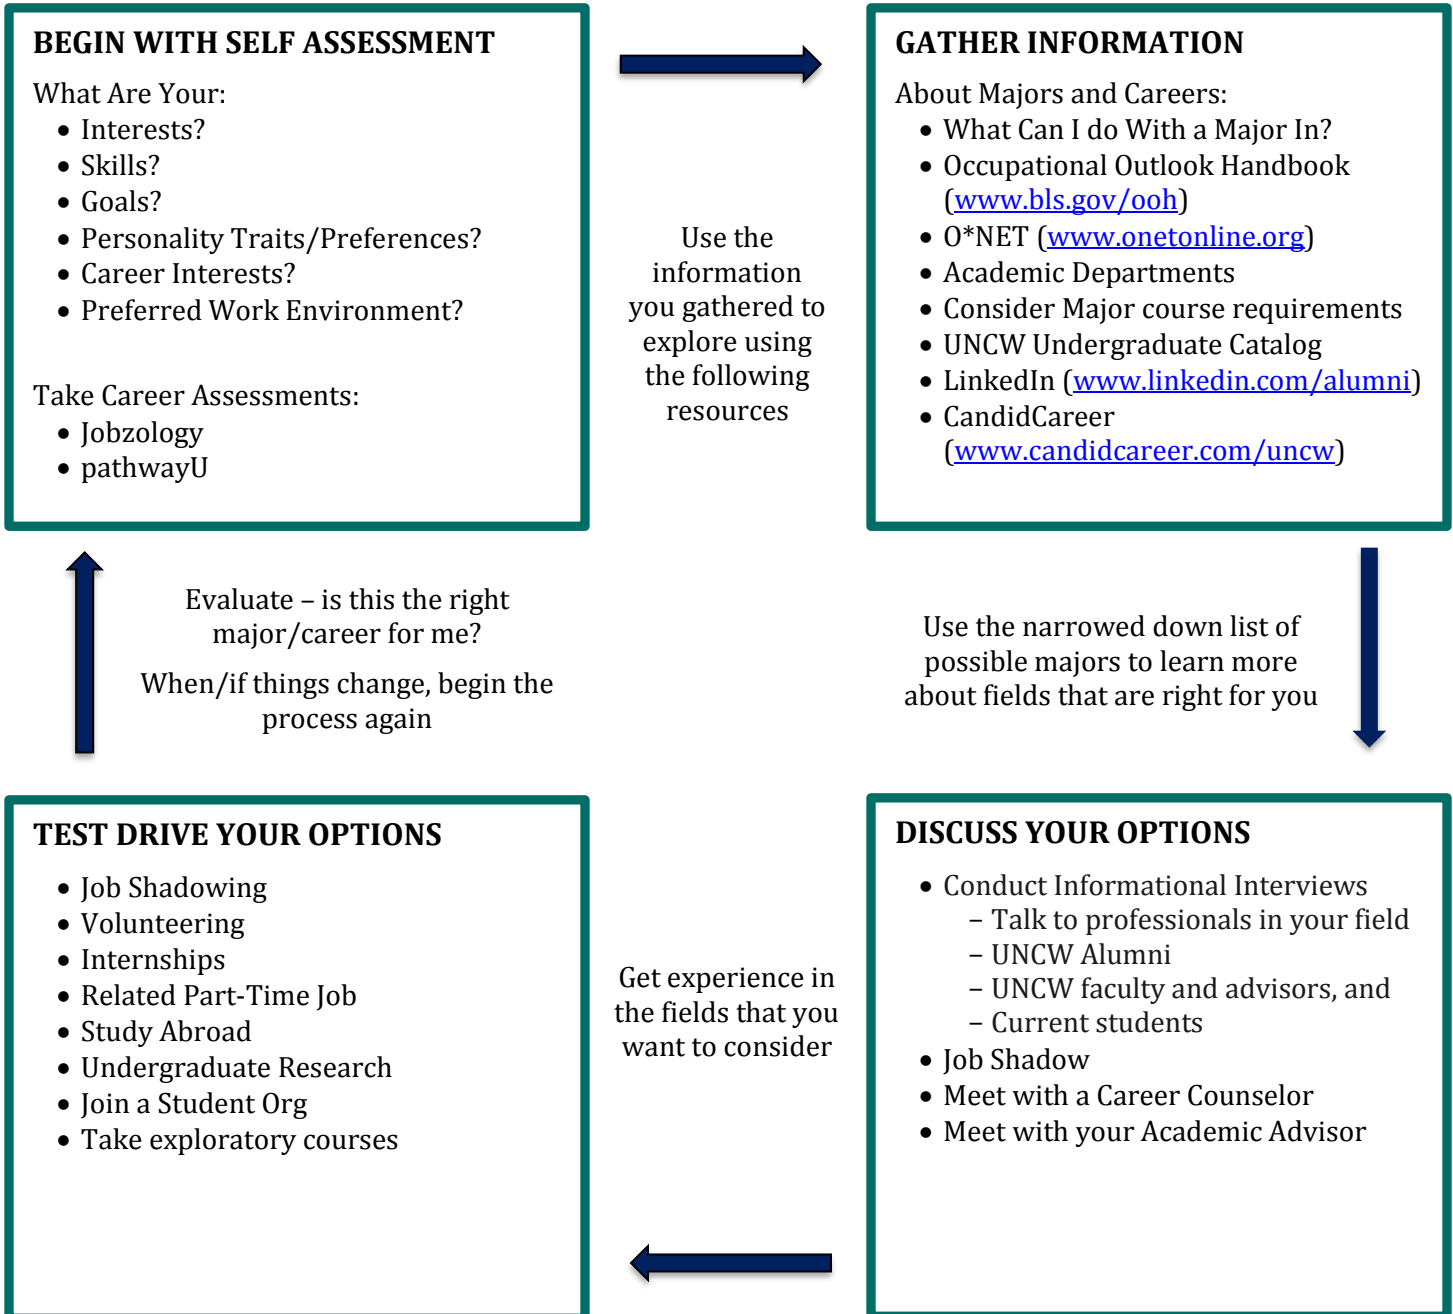 BEGIN WITH SELF ASSESSMENT
What Are Your:
• Interests?
• Skills?
• Goals?
• Personality Traits/Preferences?
• Career Interests?
• Preferred Work Environment?
Take Career Assessments:
• Jobzology
• pathwayU
Use the
information
you gathered to
explore using
the following
resources
GATHER INFORMATION
About Majors and Careers:
• What Can I do With a Major In?
• Occupational Outlook Handbook
(www.bls.gov/ooh)
• O*NET (www.onetonline.org)
• Academic Departments
• Consider Major course requirements
• UNCW Undergraduate Catalog
• LinkedIn (www.linkedin.com/alumni)
• CandidCareer
(www.candidcareer.com/uncw)
Use the narrowed down list of
possible majors to learn more
about fields that are right for you
DISCUSS YOUR OPTIONS
• Conduct Informational Interviews
– Talk to professionals in your field
– UNCW Alumni
– UNCW faculty and advisors, and
– Current students
• Job Shadow
• Meet with a Career Counselor
• Meet with your Academic Advisor
Get experience in
the fields that you
want to consider
TEST DRIVE YOUR OPTIONS
• Job Shadowing
• Volunteering
• Internships
• Related Part-Time Job
• Study Abroad
• Undergraduate Research
• Join a Student Org
• Take exploratory courses
Evaluate – is this the right
major/career for me?
When/if things change, begin the
process again